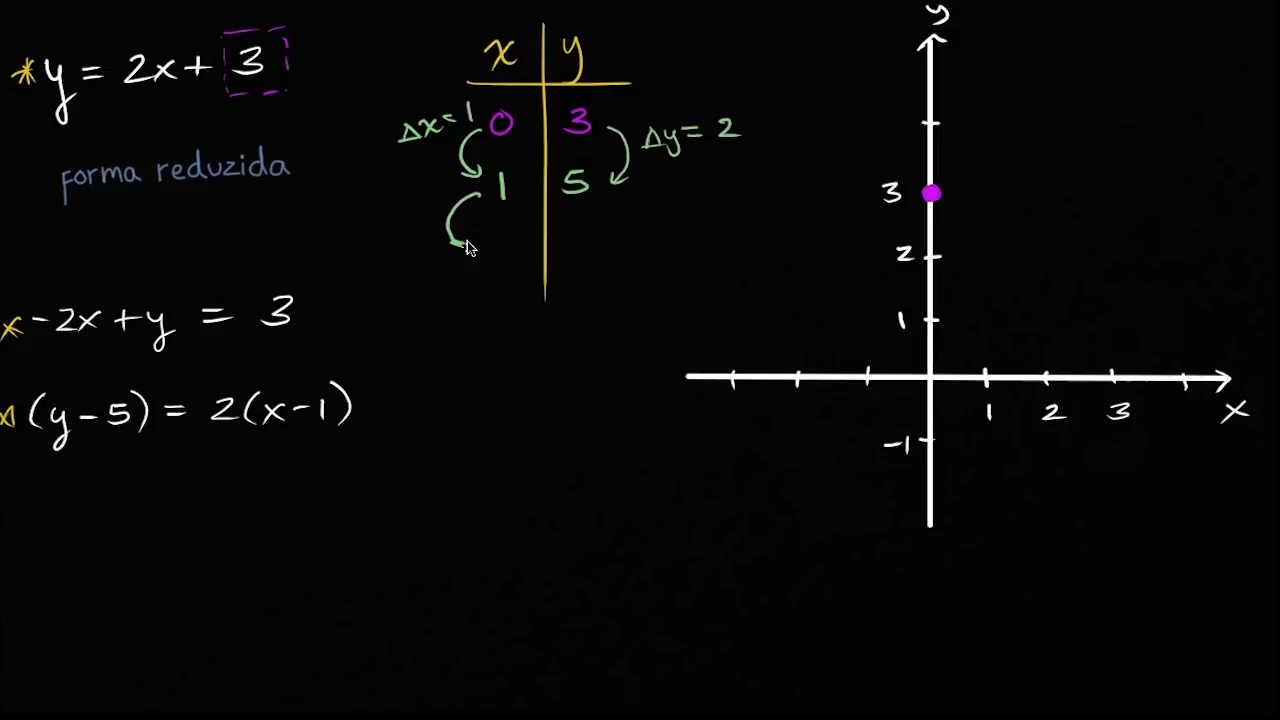 * y = 2x + 3
forma reduzida
* -2x + y = 3
* (y - 5) = 2(x - 1)
x y
Δx = 1 0 3 Δy = 2
1 5
y
3
2
1
1 2 3 x
-1